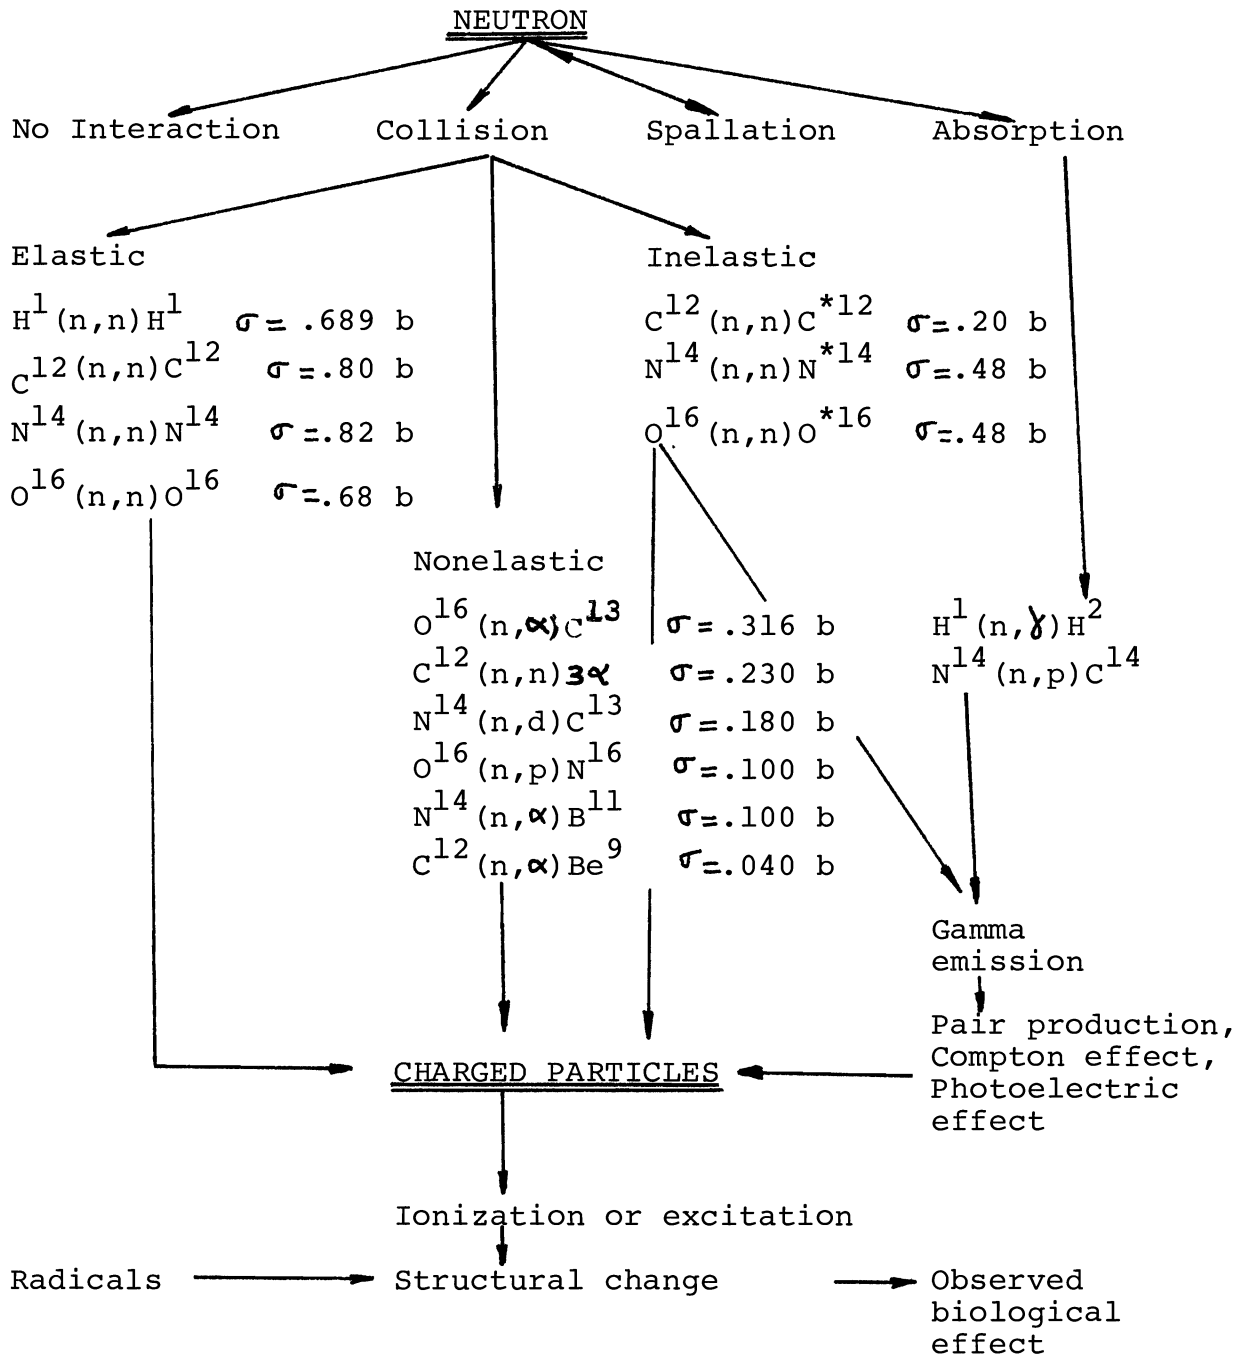 NEUTRON
No Interaction Collision Spallation Absorption
Elastic
H¹(n,n)H¹ σ= .689 b
C¹²(n,n)C¹² σ=.80 b
N¹⁴(n,n)N¹⁴ σ=.82 b
O¹⁶(n,n)O¹⁶ σ=.68 b
Inelastic
C¹²(n,n)C*¹² σ=.20 b
N¹⁴(n,n)N*¹⁴ σ=.48 b
O¹⁶(n,n)O*¹⁶ σ=.48 b
Nonelastic
O¹⁶(n,α)C¹³ σ=.316 b
C¹²(n,n)3α σ=.230 b
N¹⁴(n,d)C¹³ σ=.180 b
O¹⁶(n,p)N¹⁶ σ=.100 b
N¹⁴(n,α)B¹¹ σ=.100 b
C¹²(n,α)Be⁹ σ=.040 b
H¹(n,γ)H²
N¹⁴(n,p)C¹⁴
Gamma
emission
Pair production,
Compton effect,
Photoelectric
effect
CHARGED PARTICLES
Ionization or excitation
Radicals Structural change Observed
biological
effect